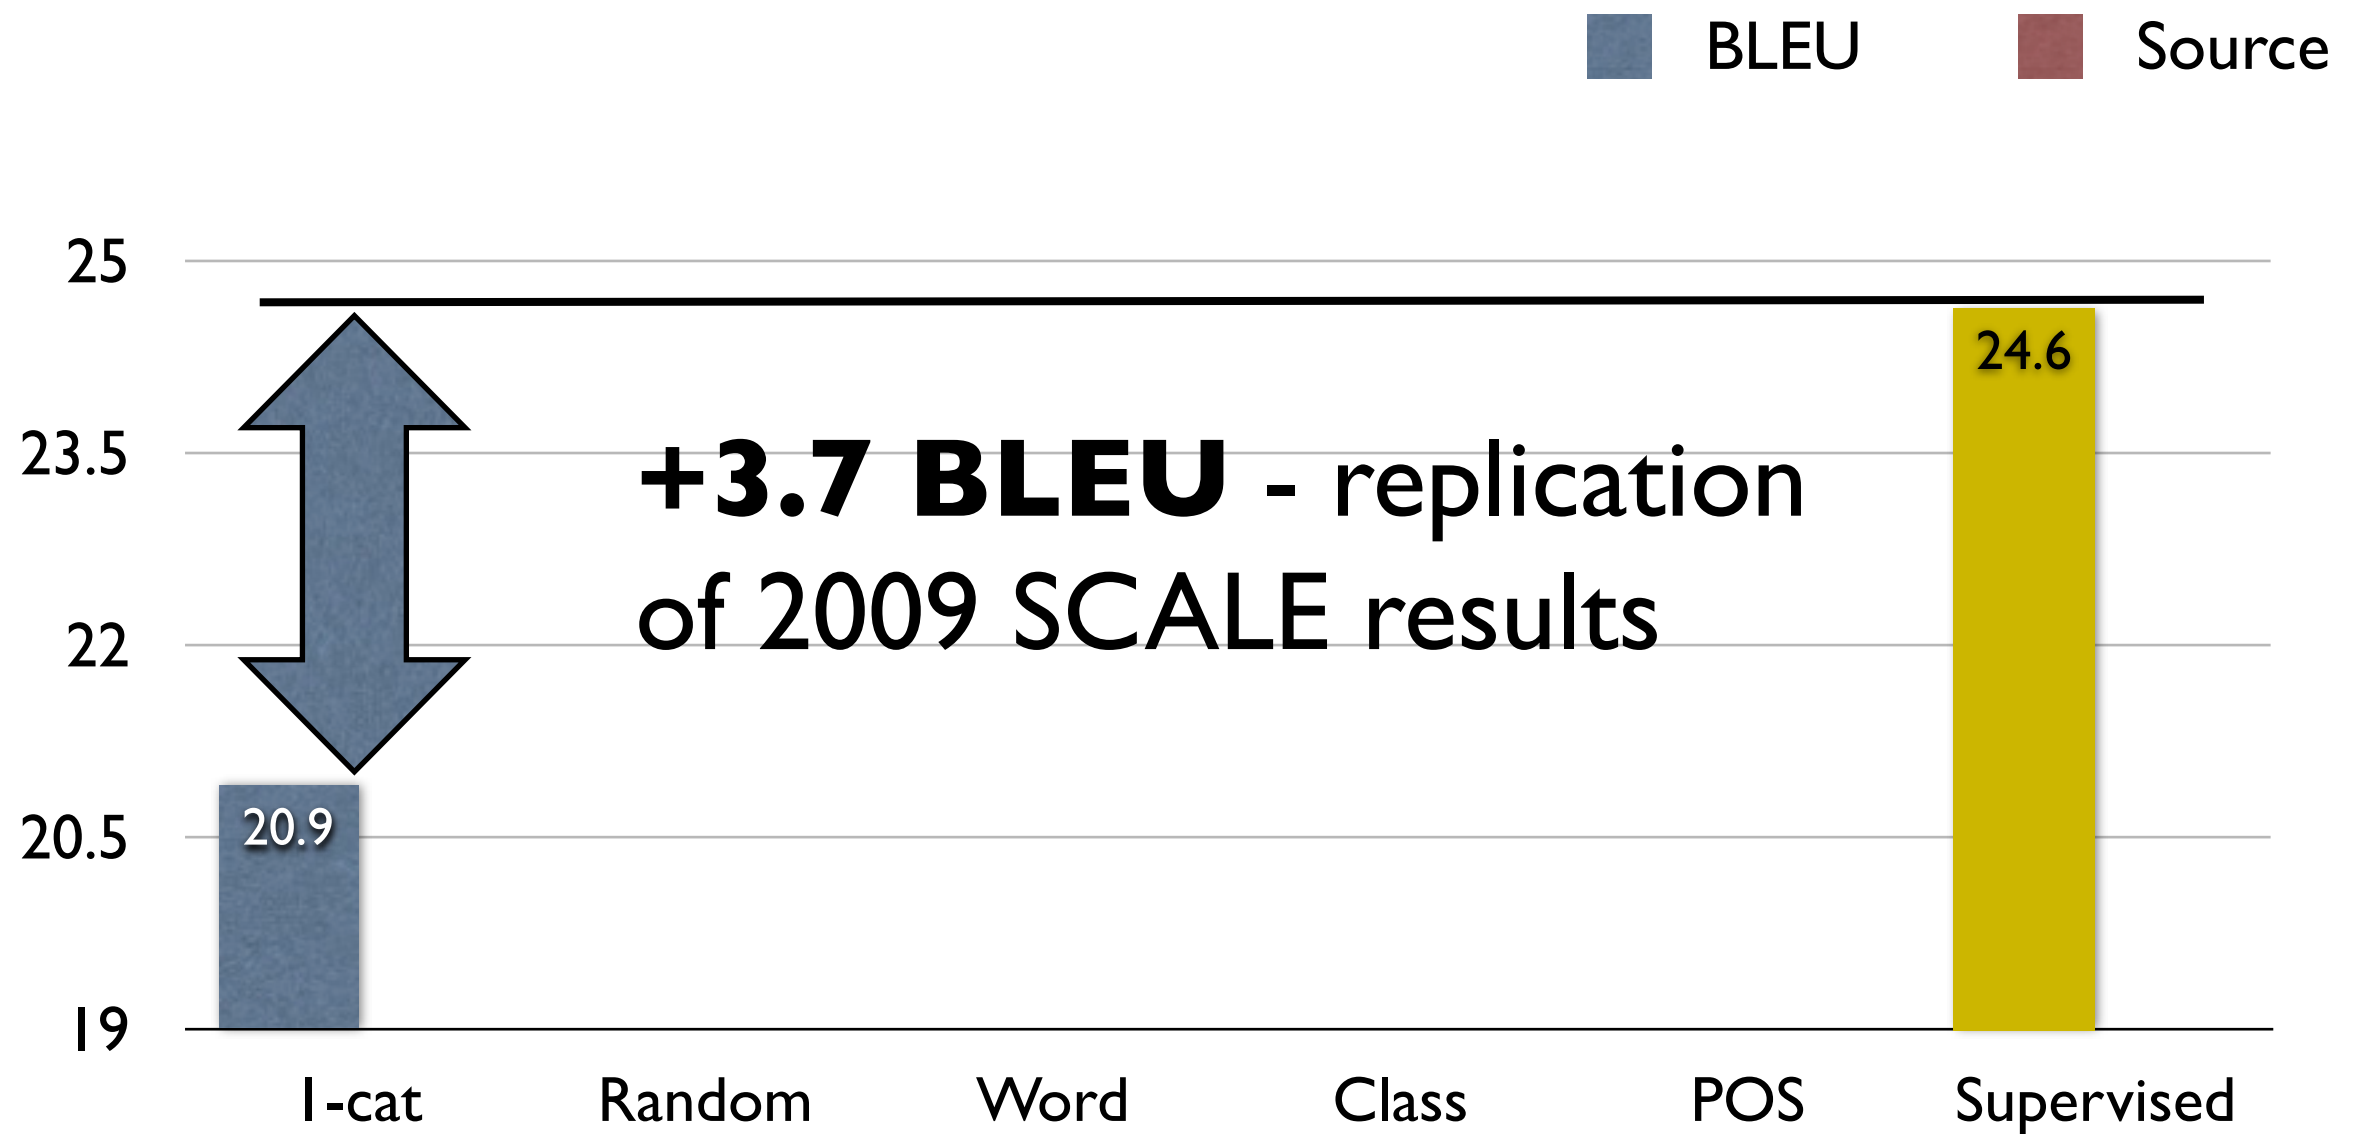 BLEU Source
25
24.6
23.5
+3.7 BLEU - replication
of 2009 SCALE results
22
20.9
20.5
19
1-cat Random Word Class POS Supervised